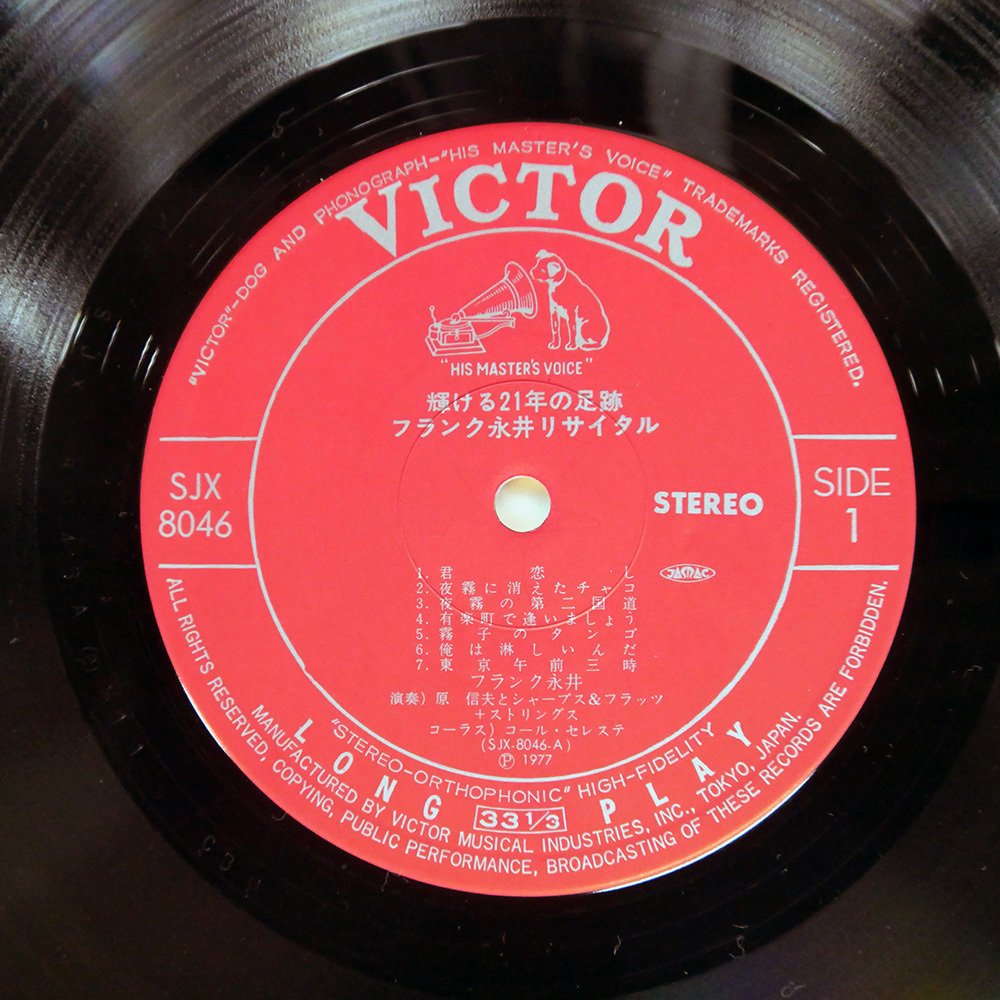 "VICTOR"-DOG AND PHONOGRAPH-"HIS MASTER'S VOICE" TRADEMARKS REGISTERED.
VICTOR
"HIS MASTER'S VOICE"
輝ける21年の足跡
フランク永井リサイタル
SJX
8046
STEREO
SIDE
1
JASRAC
1. 君恋し
2. 夜霧に消えたチャコ
3. 夜霧の第二国道
4. 有楽町で逢いましょう
5. 霧子のタンゴ
6. 俺は淋しいんだ
7. 東京午前三時
フランク永井
演奏) 原 信夫とシャープス&フラッツ
+ストリングス
コーラス) コール・セレステ
(SJX-8046-A)
Ⓟ 1977
"STEREO-ORTHOPHONIC" HIGH-FIDELITY
LONG 33 1/3 PLAY
MANUFACTURED BY VICTOR MUSICAL INDUSTRIES, INC., TOKYO, JAPAN.
ALL RIGHTS RESERVED, COPYING, PUBLIC PERFORMANCE, BROADCASTING OF THESE RECORDS ARE FORBIDDEN.